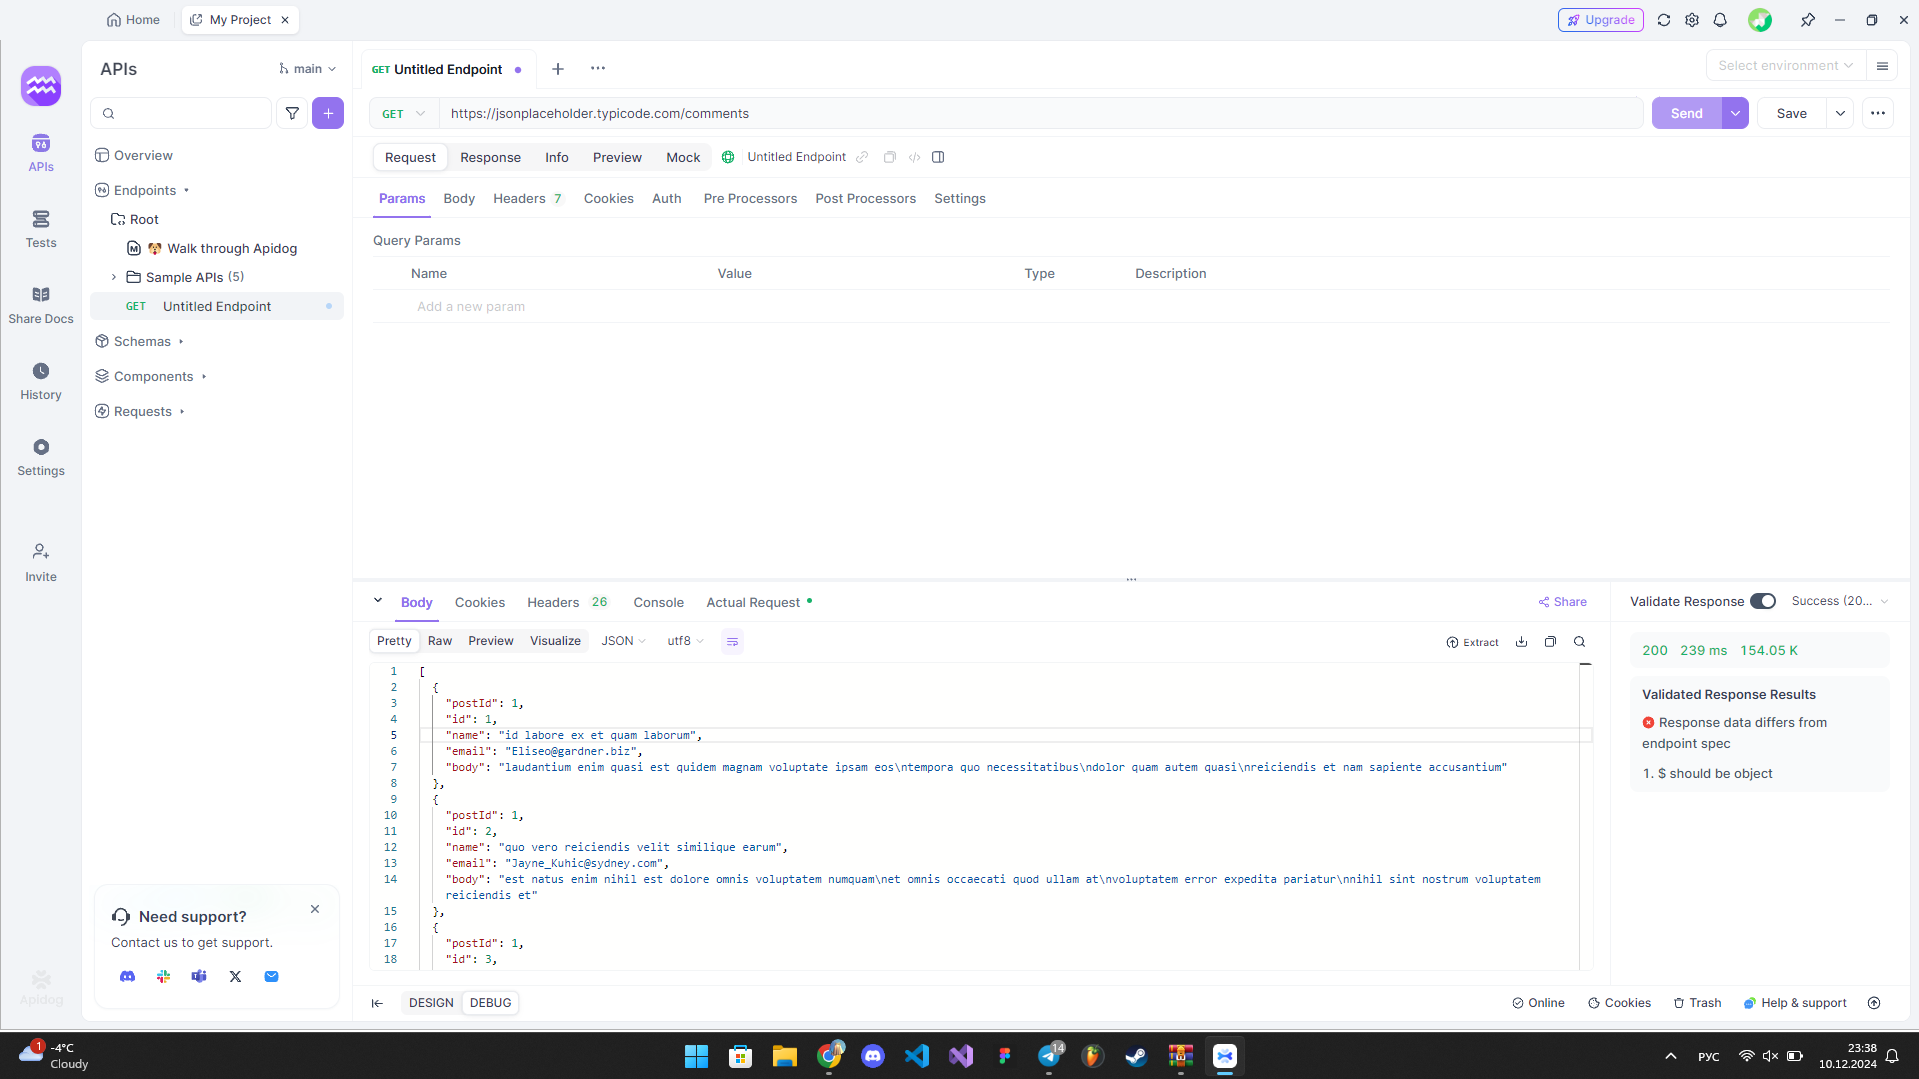 Home
My Project
Upgrade
APIs
main
GET Untitled Endpoint
Select environment
GET
https://jsonplaceholder.typicode.com/comments
Send
Save
Request
Response
Info
Preview
Mock
Untitled Endpoint
Params
Body
Headers 7
Cookies
Auth
Pre Processors
Post Processors
Settings
Query Params
Name
Value
Type
Description
Add a new param
APIs
Tests
Share Docs
History
Settings
Invite
Apidog
Overview
Endpoints
Root
Walk through Apidog
Sample APIs (5)
GET Untitled Endpoint
Schemas
Components
Requests
Need support?
Contact us to get support.
Body
Cookies
Headers 26
Console
Actual Request
Share
Validate Response
Success (20...
Pretty
Raw
Preview
Visualize
JSON
utf8
Extract
200 239 ms 154.05 K
Validated Response Results
Response data differs from
endpoint spec
1. $ should be object
1 [
2 {
3 "postId": 1,
4 "id": 1,
5 "name": "id labore ex et quam laborum",
6 "email": "Eliseo@gardner.biz",
7 "body": "laudantium enim quasi est quidem magnam voluptate ipsam eos\ntempora quo necessitatibus\ndolor quam autem quasi\nreiciendis et nam sapiente accusantium"
8 },
9 {
10 "postId": 1,
11 "id": 2,
12 "name": "quo vero reiciendis velit similique earum",
13 "email": "Jayne_Kuhic@sydney.com",
14 "body": "est natus enim nihil est dolore omnis voluptatem numquam\net omnis occaecati quod ullam at\nvoluptatem error expedita pariatur\nnihil sint nostrum voluptatem
reiciendis et"
15 },
16 {
17 "postId": 1,
18 "id": 3,
DESIGN
DEBUG
Online
Cookies
Trash
Help & support
1
-4°C
Cloudy
14
РУС
23:38
10.12.2024